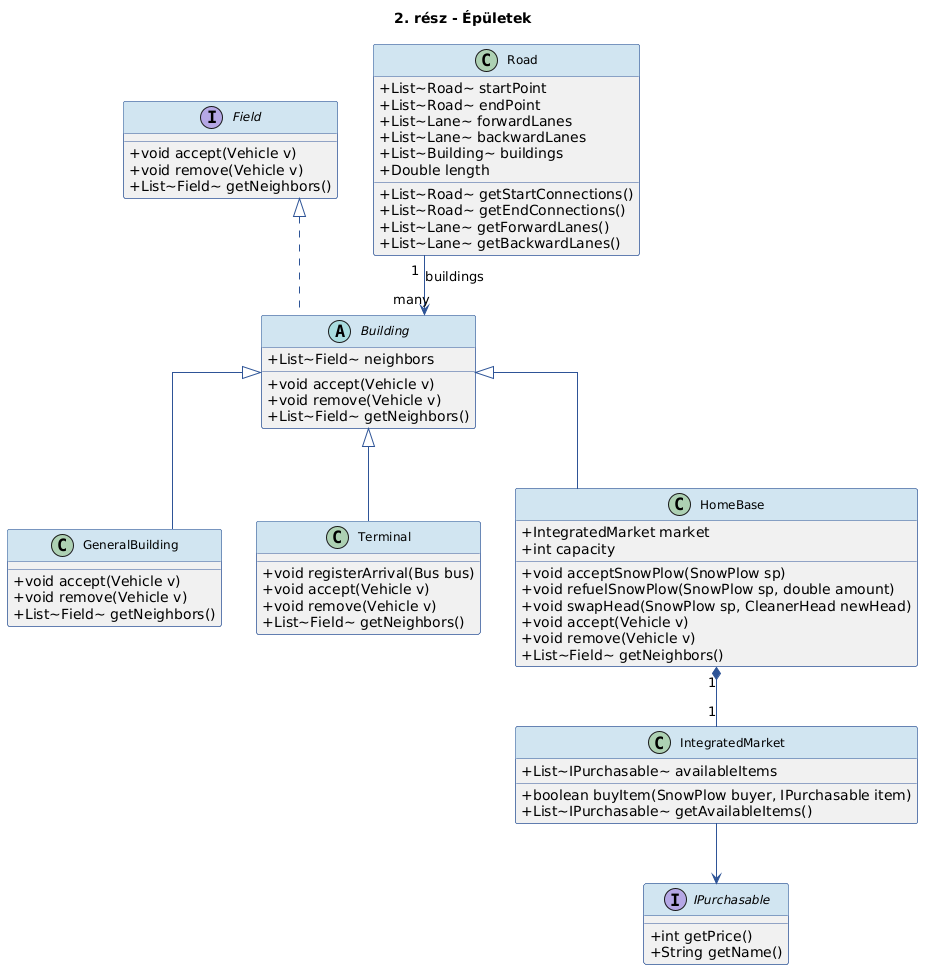 2. rész - Épületek
C Road
+List~Road~ startPoint
+List~Road~ endPoint
+List~Lane~ forwardLanes
+List~Lane~ backwardLanes
+List~Building~ buildings
+Double length
+List~Road~ getStartConnections()
+List~Road~ getEndConnections()
+List~Lane~ getForwardLanes()
+List~Lane~ getBackwardLanes()
I Field
+void accept(Vehicle v)
+void remove(Vehicle v)
+List~Field~ getNeighbors()
1
buildings
many
A Building
+List~Field~ neighbors
+void accept(Vehicle v)
+void remove(Vehicle v)
+List~Field~ getNeighbors()
C GeneralBuilding
+void accept(Vehicle v)
+void remove(Vehicle v)
+List~Field~ getNeighbors()
C Terminal
+void registerArrival(Bus bus)
+void accept(Vehicle v)
+void remove(Vehicle v)
+List~Field~ getNeighbors()
C HomeBase
+IntegratedMarket market
+int capacity
+void acceptSnowPlow(SnowPlow sp)
+void refuelSnowPlow(SnowPlow sp, double amount)
+void swapHead(SnowPlow sp, CleanerHead newHead)
+void accept(Vehicle v)
+void remove(Vehicle v)
+List~Field~ getNeighbors()
1
1
C IntegratedMarket
+List~IPurchasable~ availableItems
+boolean buyItem(SnowPlow buyer, IPurchasable item)
+List~IPurchasable~ getAvailableItems()
I IPurchasable
+int getPrice()
+String getName()